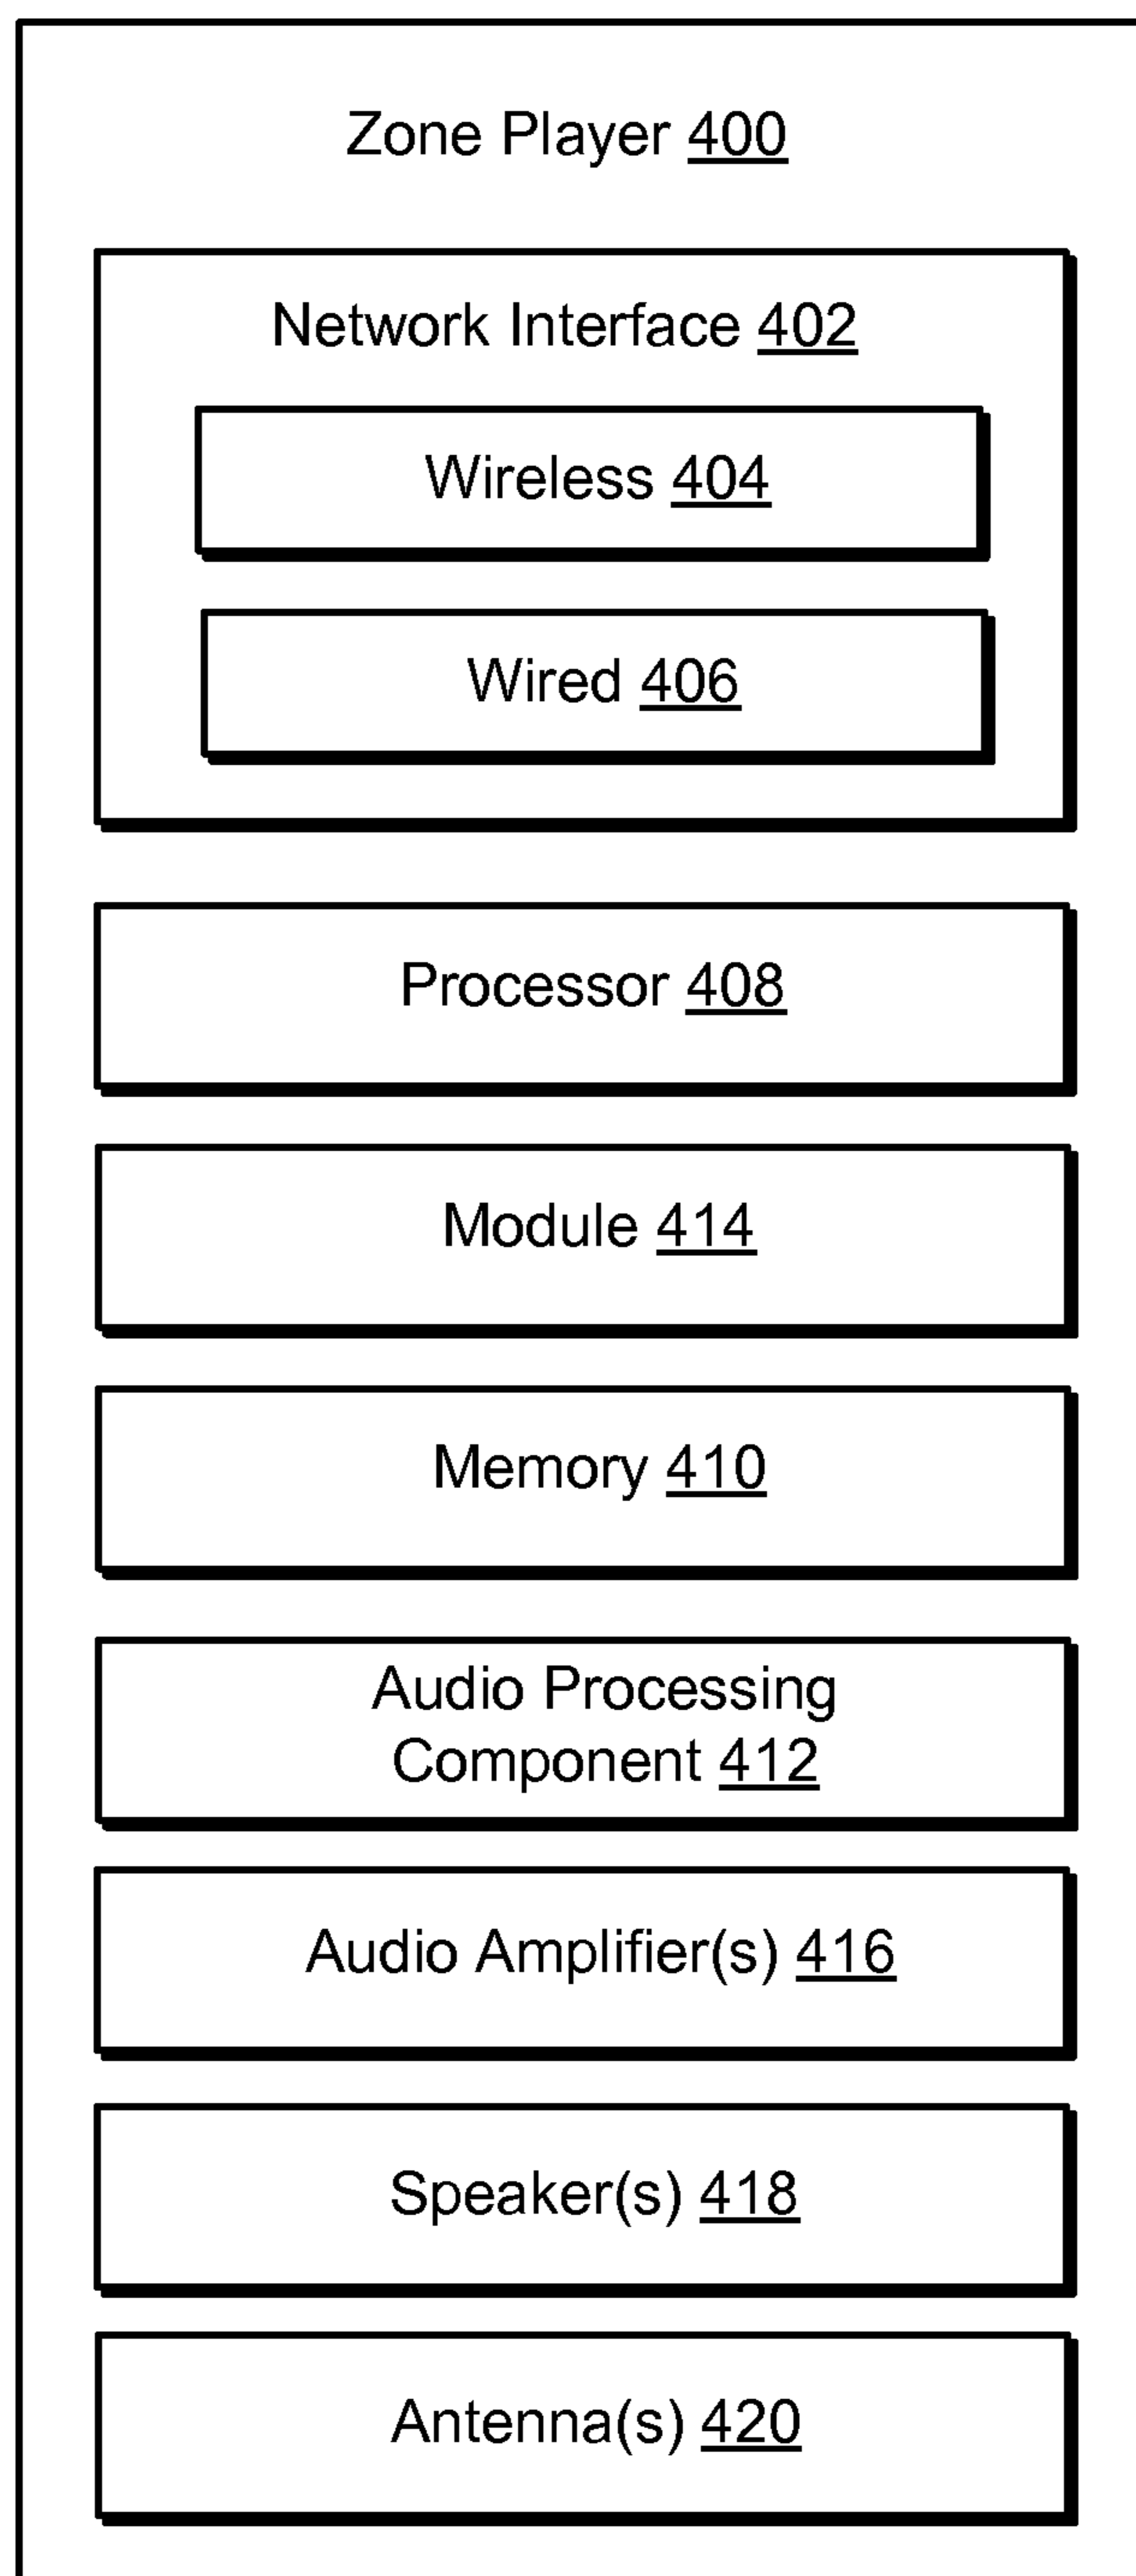 Zone Player 400
Network Interface 402
Wireless 404
Wired 406
Processor 408
Module 414
Memory 410
Audio Processing
Component 412
Audio Amplifier(s) 416
Speaker(s) 418
Antenna(s) 420